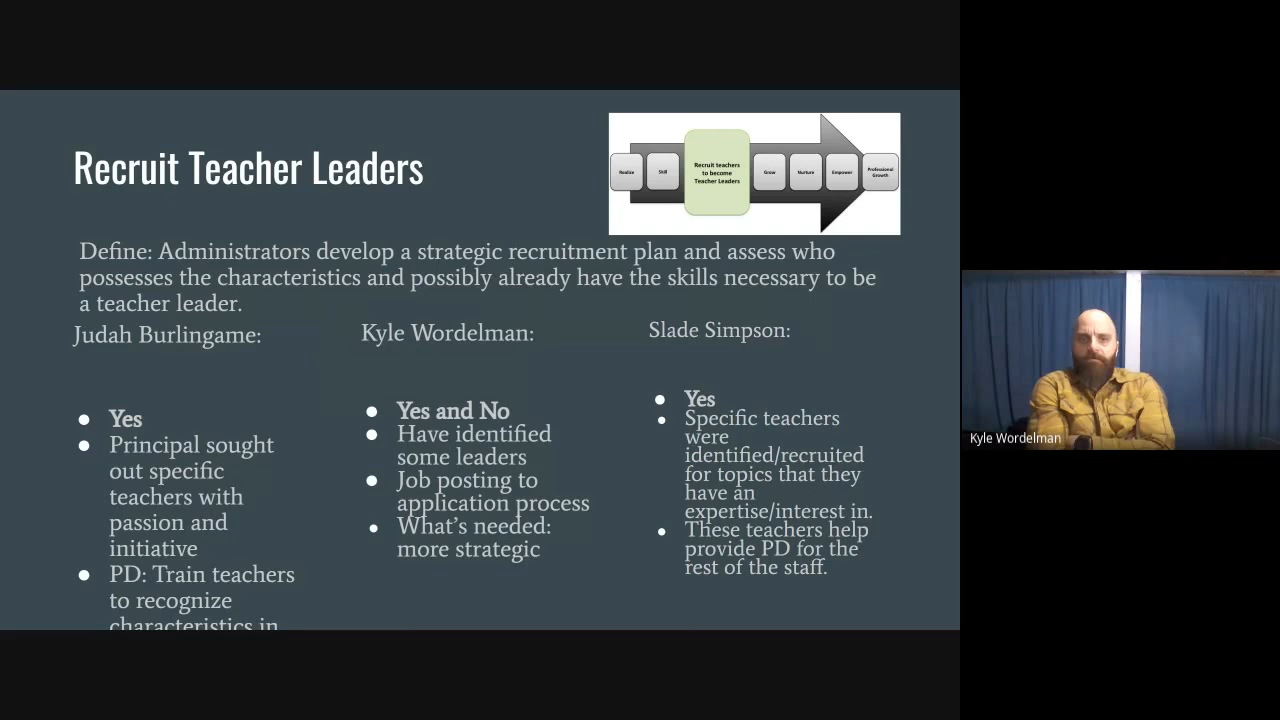 Recruit Teacher Leaders
Realize
Skill
Recruit teachers
to become
Teacher Leaders
Grow
Nurture
Empower
Professional
Growth
Define: Administrators develop a strategic recruitment plan and assess who
possesses the characteristics and possibly already have the skills necessary to be
a teacher leader.
Judah Burlingame:
● Yes
● Principal sought
out specific
teachers with
passion and
initiative
● PD: Train teachers
to recognize
characteristics in
Kyle Wordelman:
● Yes and No
● Have identified
some leaders
● Job posting to
application process
● What’s needed:
more strategic
Slade Simpson:
● Yes
● Specific teachers
were
identified/recruited
for topics that they
have an
expertise/interest in.
● These teachers help
provide PD for the
rest of the staff.
Kyle Wordelman